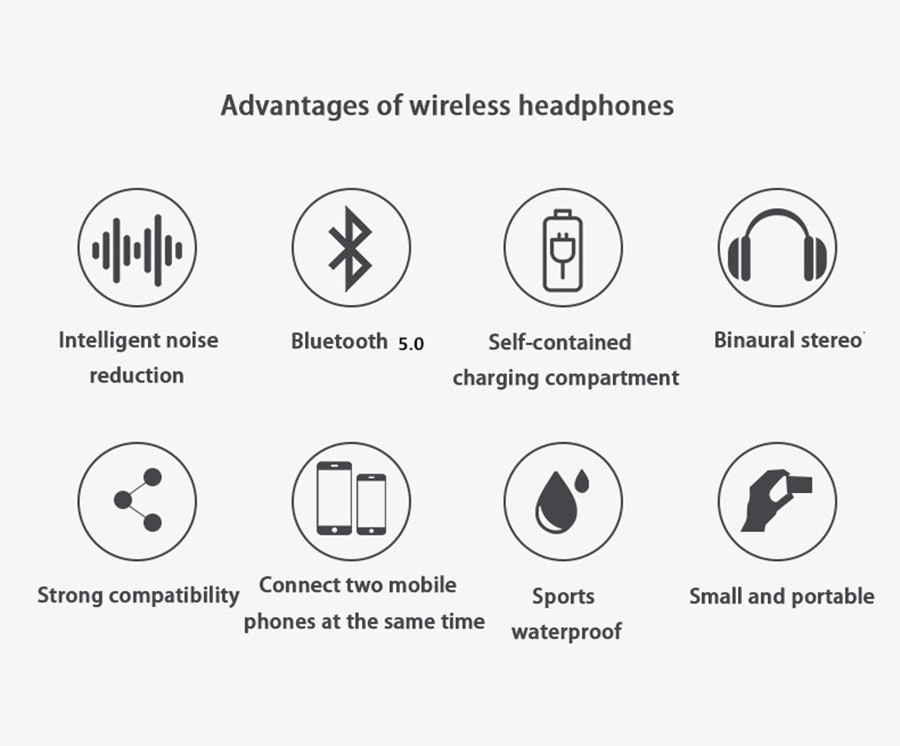 Advantages of wireless headphones
Intelligent noise
reduction
Bluetooth 5.0
Self-contained
charging compartment
Binaural stereo
Strong compatibility
Connect two mobile
phones at the same time
Sports
waterproof
Small and portable